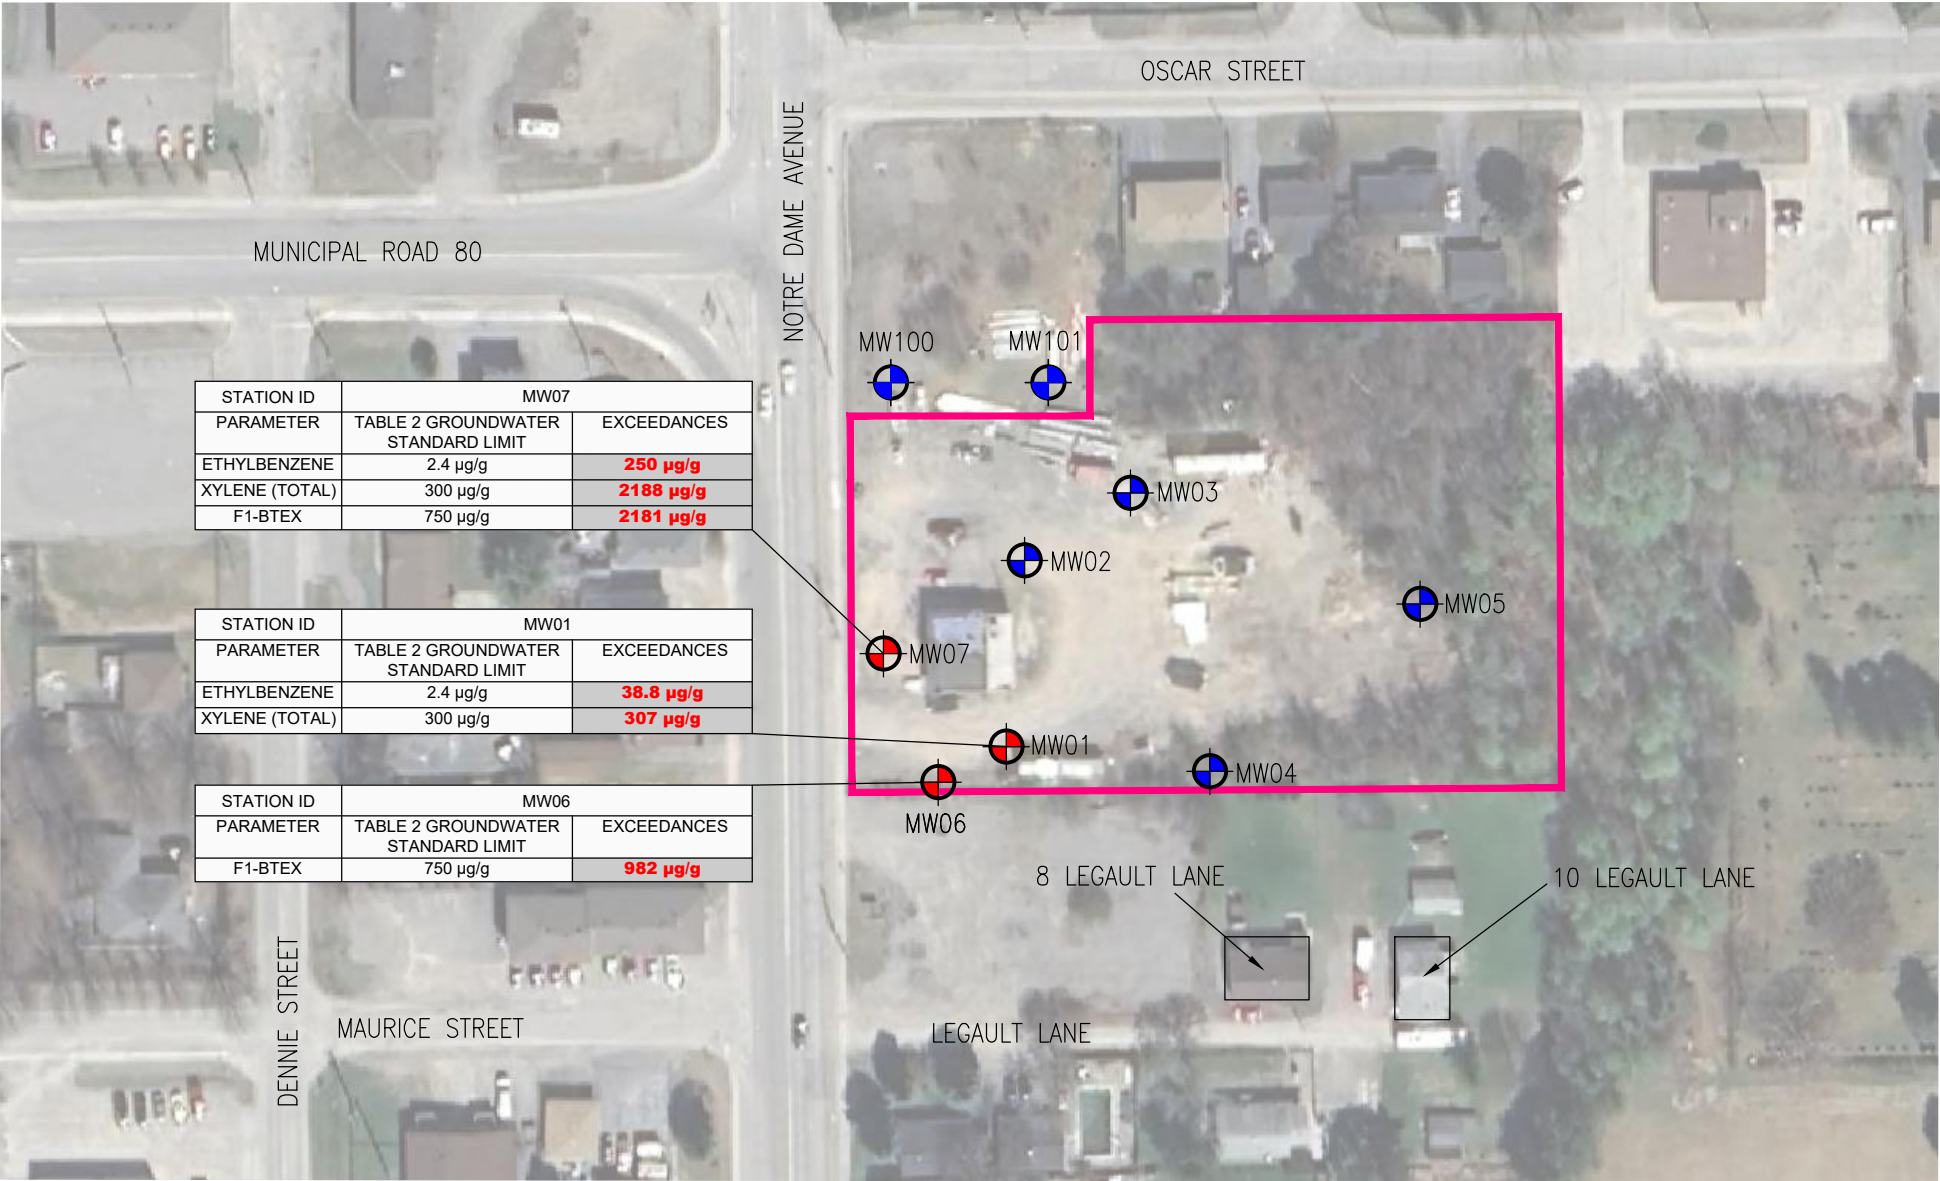 OSCAR STREET
NOTRE DAME AVENUE
MUNICIPAL ROAD 80
MW100
MW101
STATION ID MW07
PARAMETER TABLE 2 GROUNDWATER STANDARD LIMIT EXCEEDANCES
ETHYLBENZENE 2.4 µg/g 250 µg/g
XYLENE (TOTAL) 300 µg/g 2188 µg/g
F1-BTEX 750 µg/g 2181 µg/g
MW03
MW02
MW05
MW07
STATION ID MW01
PARAMETER TABLE 2 GROUNDWATER STANDARD LIMIT EXCEEDANCES
ETHYLBENZENE 2.4 µg/g 38.8 µg/g
XYLENE (TOTAL) 300 µg/g 307 µg/g
MW01
MW04
MW06
STATION ID MW06
PARAMETER TABLE 2 GROUNDWATER STANDARD LIMIT EXCEEDANCES
F1-BTEX 750 µg/g 982 µg/g
8 LEGAULT LANE
10 LEGAULT LANE
DENNIE STREET
MAURICE STREET
LEGAULT LANE